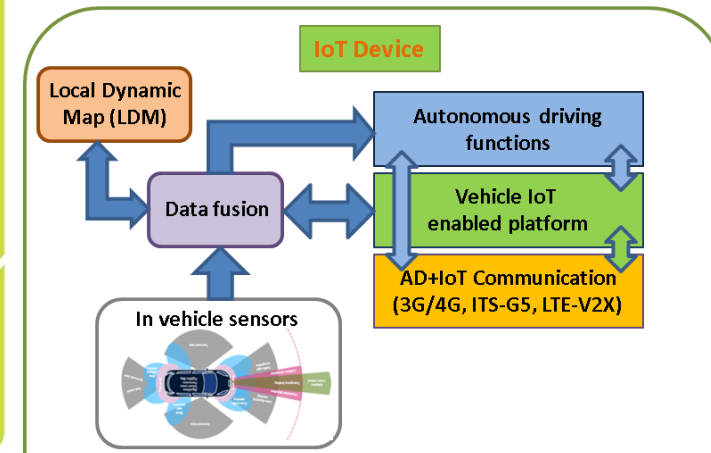 IoT Device
Local Dynamic
Map (LDM)
Autonomous driving
functions
Data fusion
Vehicle IoT
enabled platform
AD+IoT Communication
(3G/4G, ITS-G5, LTE-V2X)
In vehicle sensors